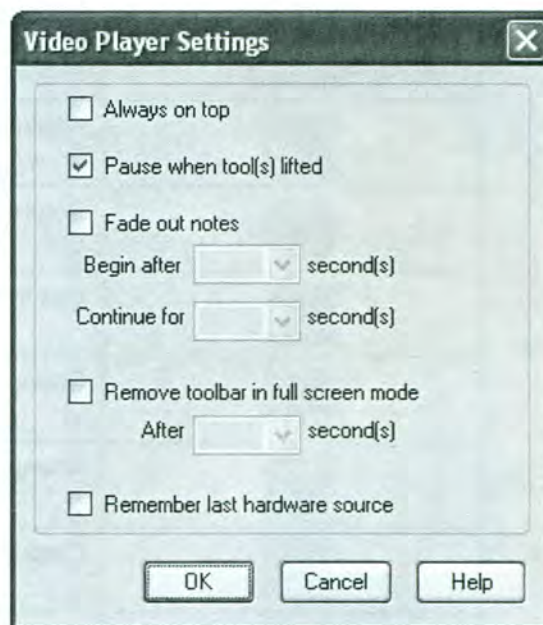 Video Player Settings
Always on top
Pause when tool(s) lifted
Fade out notes
Begin after second(s)
Continue for second(s)
Remove toolbar in full screen mode
After second(s)
Remember last hardware source
OK Cancel Help